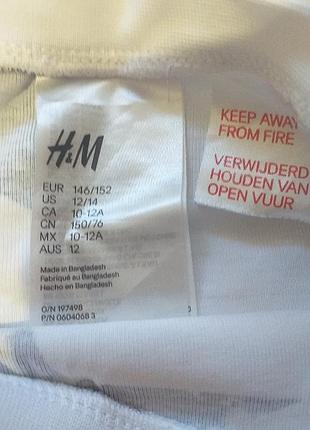 H&M
EUR 146/152
US 12/14
CA 10-12A
CN 150/76
MX 10-12A
AUS 12
Made in Bangladesh
Fabriqué au Bangladesh
Hecho en Bangladesh
O/N 197498
P/N 0604068 3
KEEP AWAY
FROM FIRE
VERWIJDERD
HOUDEN VAN
OPEN VUUR